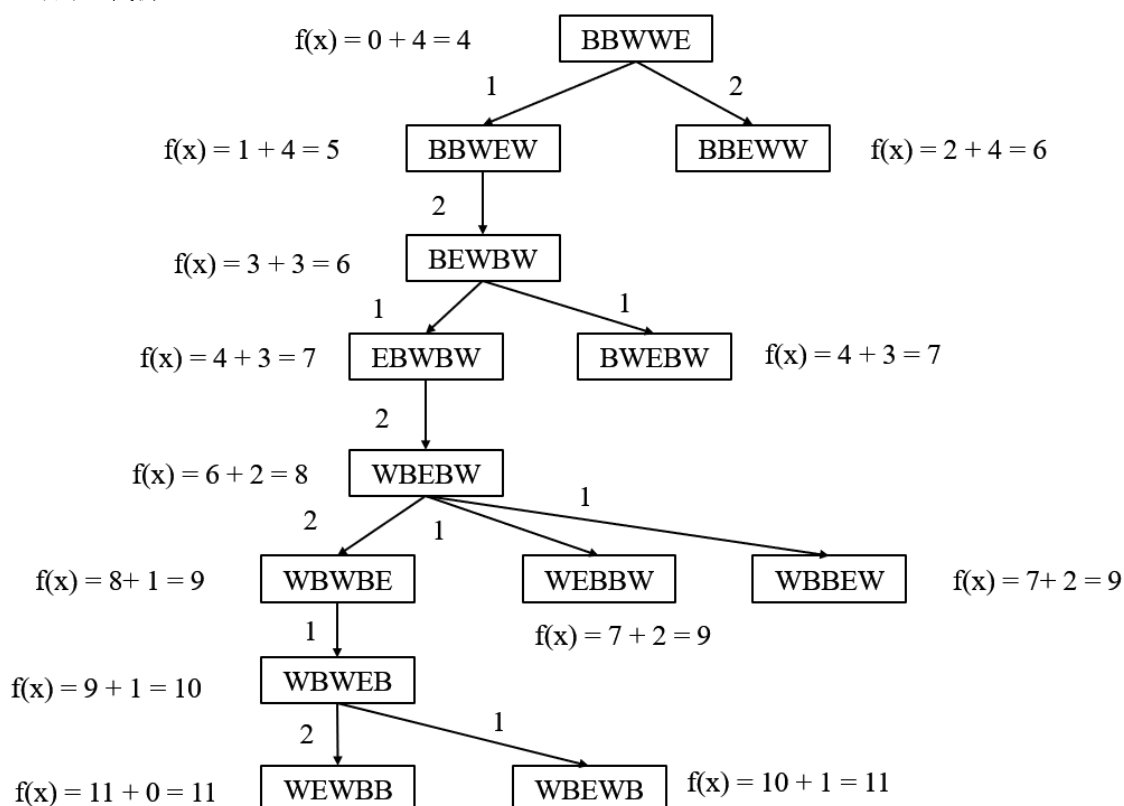 f(x) = 0 + 4 = 4 BBWWE
1 2
f(x) = 1 + 4 = 5 BBWEW BBEWW f(x) = 2 + 4 = 6
2
f(x) = 3 + 3 = 6 BEWBW
1 1
f(x) = 4 + 3 = 7 EBWBW BWEBW f(x) = 4 + 3 = 7
2
f(x) = 6 + 2 = 8 WBEBW
2 1 1
f(x) = 8+ 1 = 9 WBWBE WEBBW WBBEW f(x) = 7+ 2 = 9
1 f(x) = 7 + 2 = 9
f(x) = 9 + 1 = 10 WBWEB
2 1
f(x) = 11 + 0 = 11 WEWBB WBEWB f(x) = 10 + 1 = 11